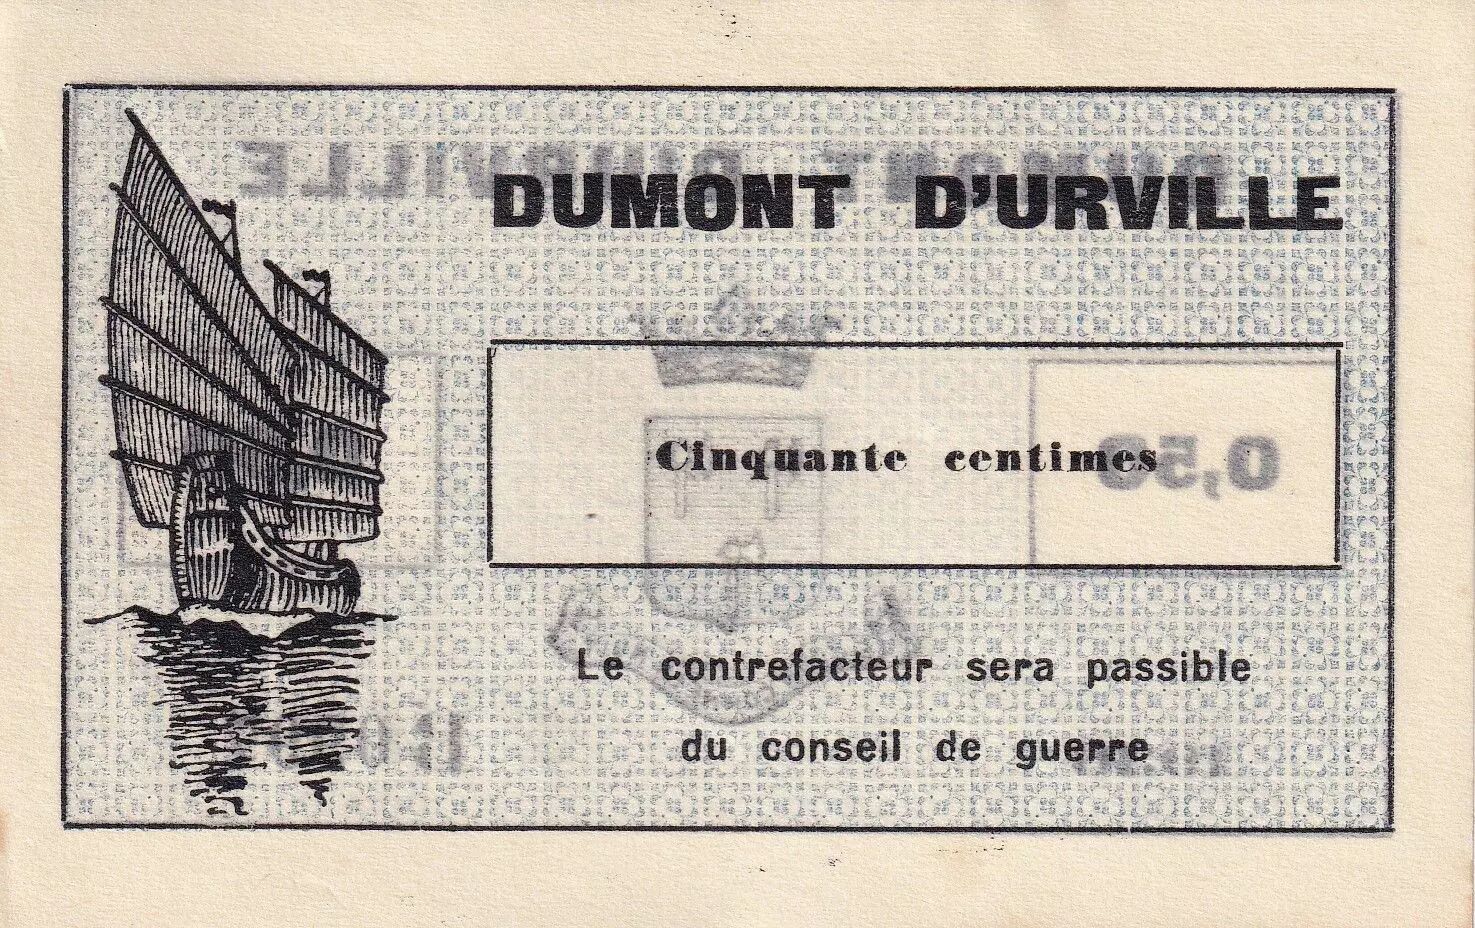 DUMONT D'URVILLE
Cinquante centimes
0,50
Le contrefacteur sera passible
du conseil de guerre